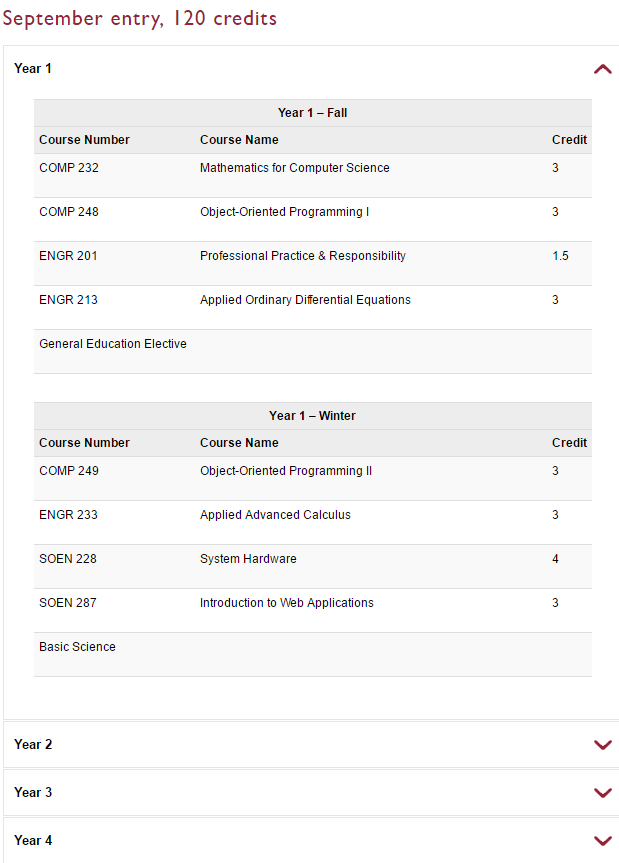 September entry, 120 credits
Year 1
Year 1 – Fall
Course Number Course Name Credit
COMP 232 Mathematics for Computer Science 3
COMP 248 Object-Oriented Programming I 3
ENGR 201 Professional Practice & Responsibility 1.5
ENGR 213 Applied Ordinary Differential Equations 3
General Education Elective
Year 1 – Winter
Course Number Course Name Credit
COMP 249 Object-Oriented Programming II 3
ENGR 233 Applied Advanced Calculus 3
SOEN 228 System Hardware 4
SOEN 287 Introduction to Web Applications 3
Basic Science
Year 2
Year 3
Year 4